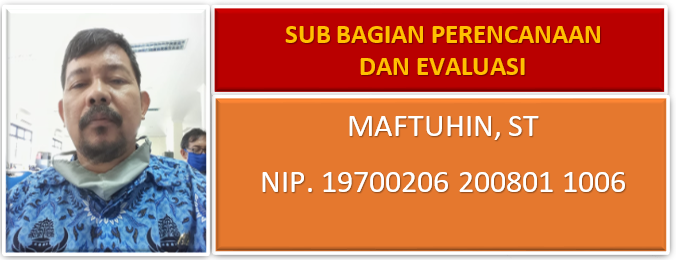 SUB BAGIAN PERENCANAAN
DAN EVALUASI
MAFTUHIN, ST
NIP. 19700206 200801 1006